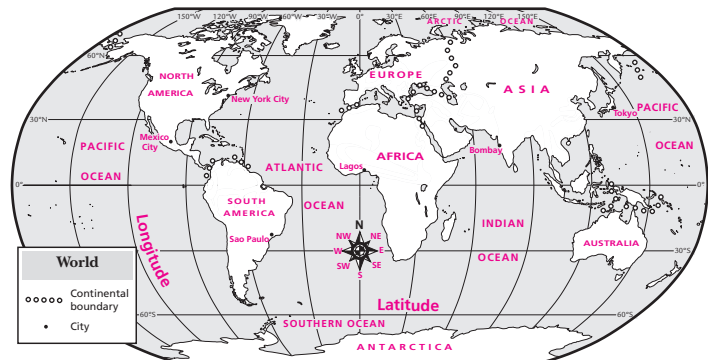 150°W 120°W 90°W 60°W 30°W 0° 30°E 60°E 90°E 120°E 150°E
ARCTIC OCEAN
60°N
NORTH
AMERICA
EUROPE
ASIA
New York City
30°N
30°N
Tokyo
PACIFIC
OCEAN
Mexico
City
PACIFIC
OCEAN
ATLANTIC
OCEAN
Lagos
AFRICA
Bombay
0°
0°
SOUTH
AMERICA
Sao Paulo
INDIAN
OCEAN
AUSTRALIA
N
NW NE
W E
SW SE
S
30°S
Longitude
Latitude
World
Continental
boundary
City
60°S
60°S
SOUTHERN OCEAN
ANTARCTICA